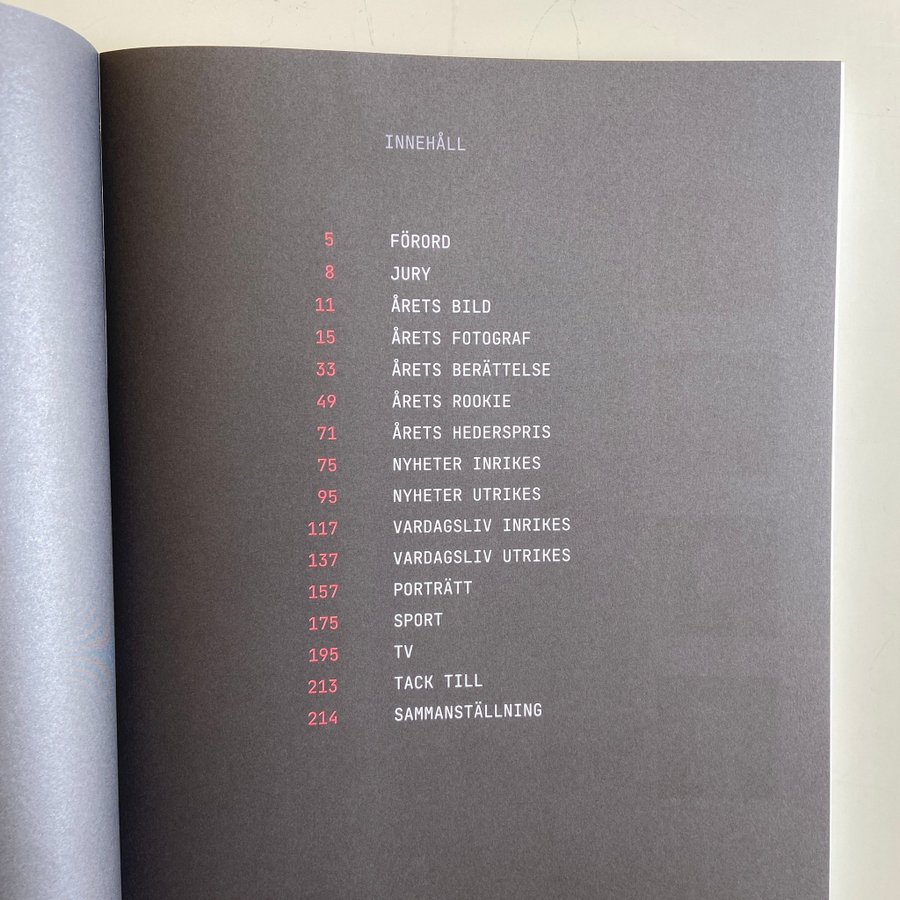 INNEHÅLL
5 FÖRORD
8 JURY
11 ÅRETS BILD
15 ÅRETS FOTOGRAF
33 ÅRETS BERÄTTELSE
49 ÅRETS ROOKIE
71 ÅRETS HEDERSPRIS
75 NYHETER INRIKES
95 NYHETER UTRIKES
117 VARDAGSLIV INRIKES
137 VARDAGSLIV UTRIKES
157 PORTRÄTT
175 SPORT
195 TV
213 TACK TILL
214 SAMMANSTÄLLNING